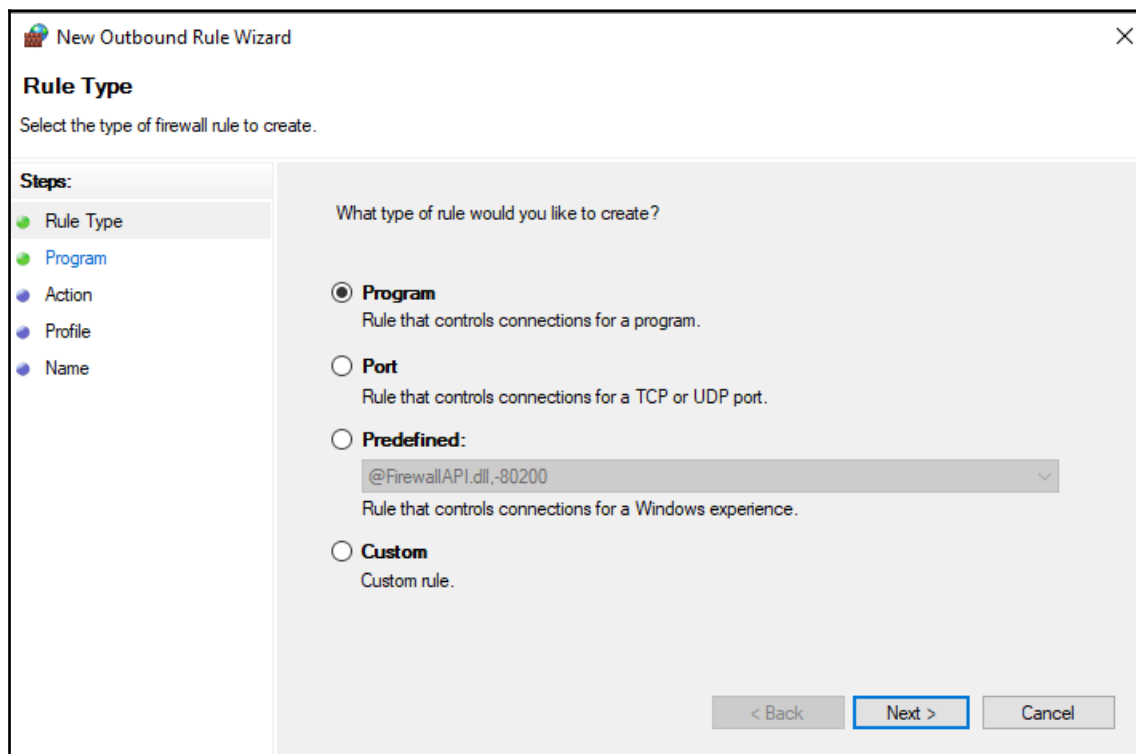 New Outbound Rule Wizard
Rule Type
Select the type of firewall rule to create.
Steps:
Rule Type
Program
Action
Profile
Name
What type of rule would you like to create?
Program
Rule that controls connections for a program.
Port
Rule that controls connections for a TCP or UDP port.
Predefined:
@FirewallAPI.dll,-80200
Rule that controls connections for a Windows experience.
Custom
Custom rule.
< Back
Next >
Cancel